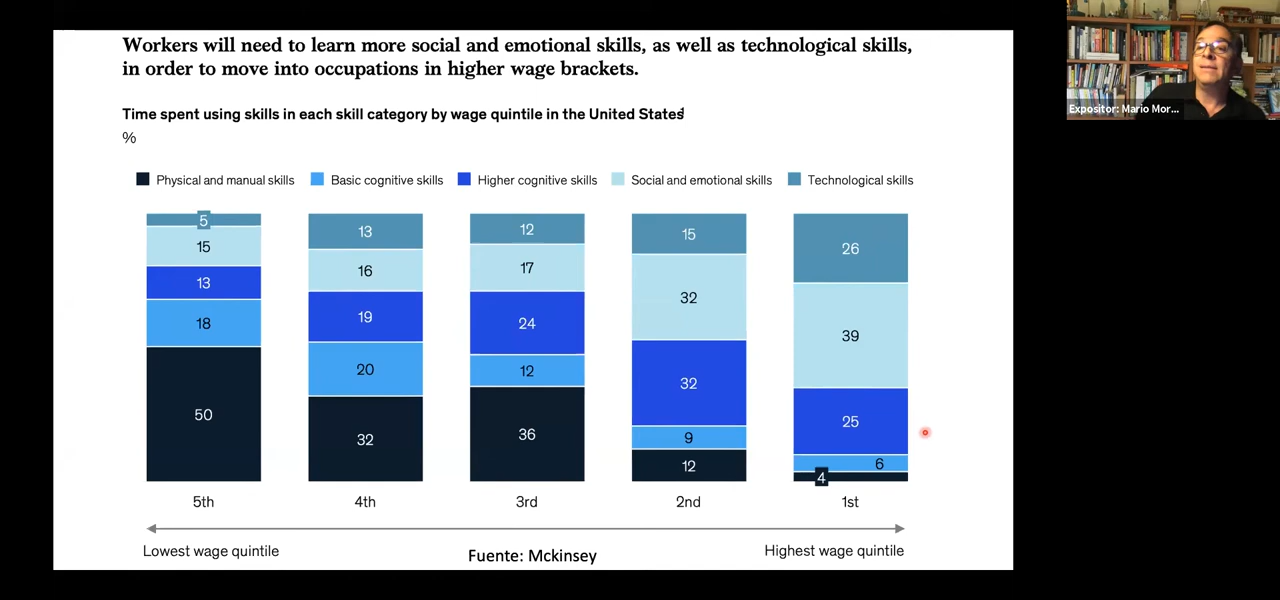 Workers will need to learn more social and emotional skills, as well as technological skills,
in order to move into occupations in higher wage brackets.
Expositor: Mario Mor...
Time spent using skills in each skill category by wage quintile in the United States
%
Physical and manual skills Basic cognitive skills Higher cognitive skills Social and emotional skills Technological skills
5 13 12 15 26
15 16 17 32 39
13 19 24 32 25
18 20 12 9 6
50 32 36 12 4
5th 4th 3rd 2nd 1st
Lowest wage quintile Fuente: Mckinsey Highest wage quintile